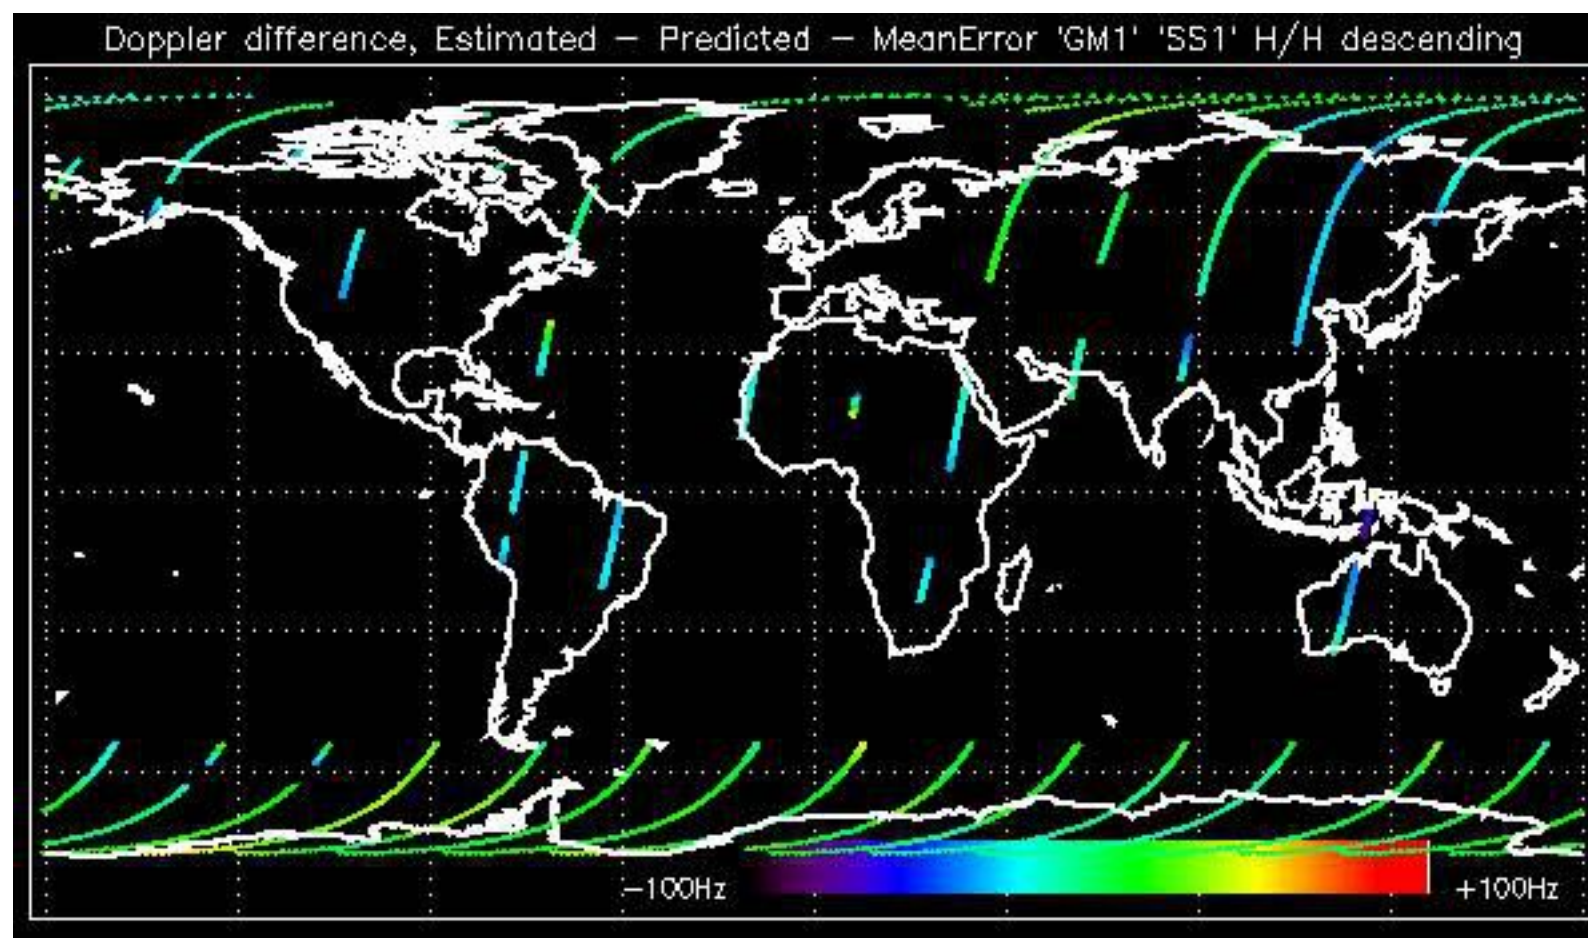 Doppler difference, Estimated - Predicted - MeanError 'GM1' 'SS1' H/H descending
-100Hz
+100Hz